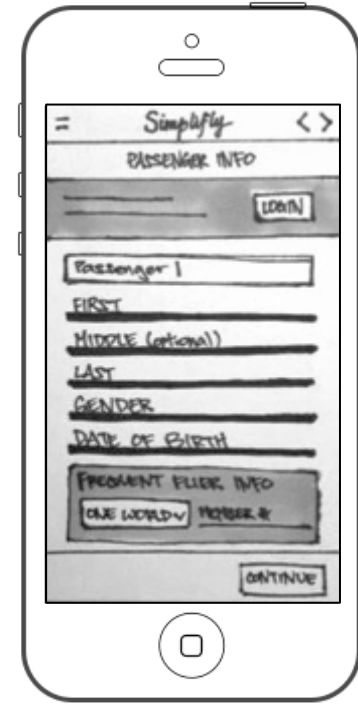 Simplifly
PASSENGER INFO
LOGIN
Passenger 1
FIRST
MIDDLE (optional)
LAST
GENDER
DATE OF BIRTH
FREQUENT FLIER INFO
ONE WORLD MEMBER #
CONTINUE